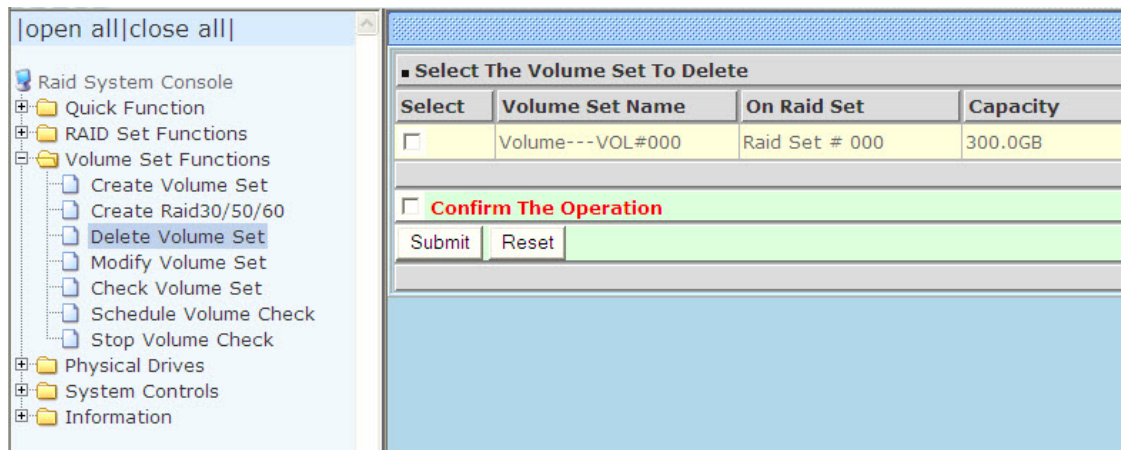 |open all|close all|
Raid System Console
Quick Function
RAID Set Functions
Volume Set Functions
Create Volume Set
Create Raid30/50/60
Delete Volume Set
Modify Volume Set
Check Volume Set
Schedule Volume Check
Stop Volume Check
Physical Drives
System Controls
Information
Select The Volume Set To Delete
Select Volume Set Name On Raid Set Capacity
Volume---VOL#000 Raid Set # 000 300.0GB
Confirm The Operation
Submit Reset